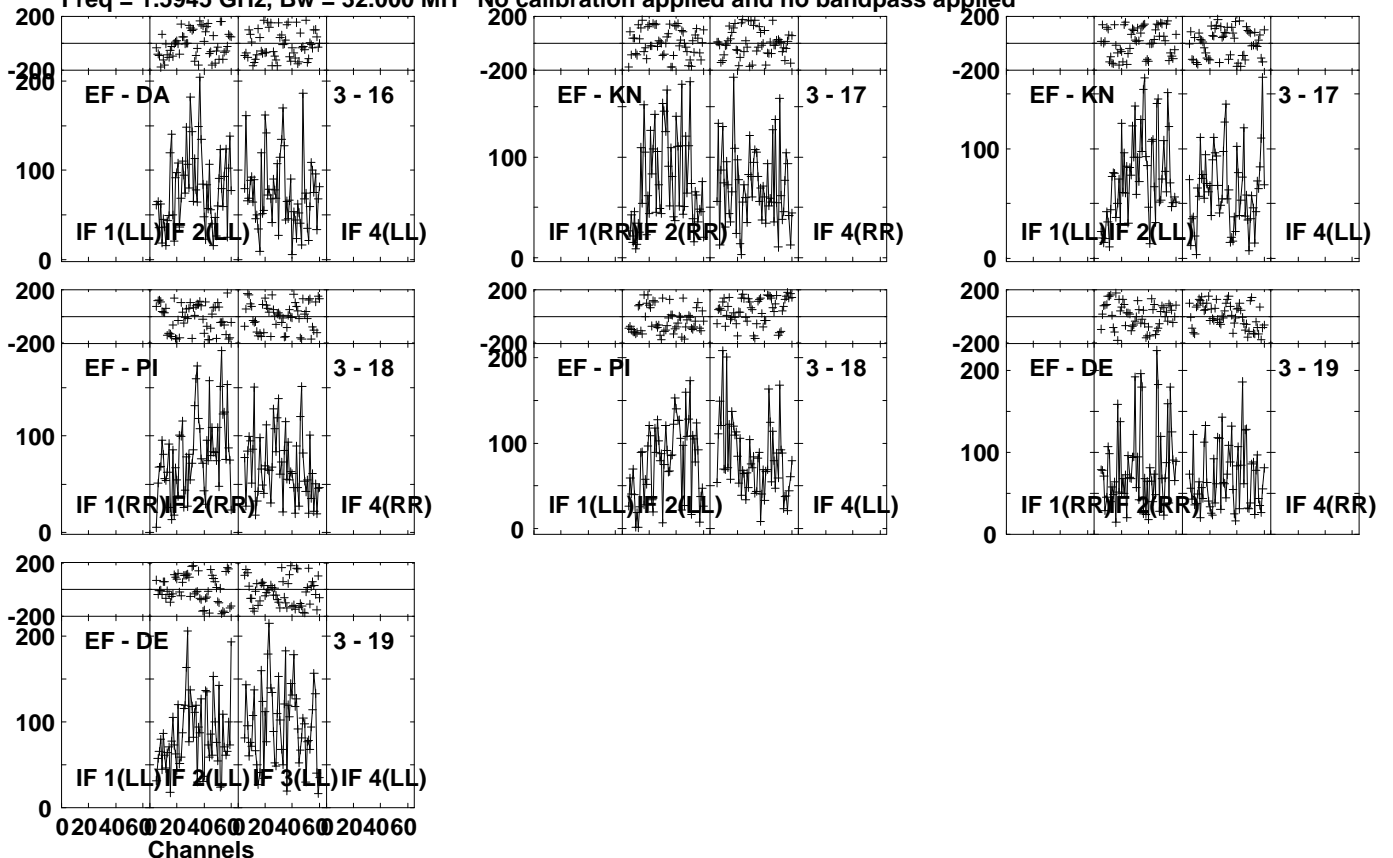 Freq = 1.5945 GHz, Bw = 32.000 MH No calibration applied and no bandpass applied
200 200 200
-200 -200 -200
200
EF - DA 3 - 16 EF - KN 3 - 17 EF - KN 3 - 17
100 100 100
IF 1(LL) IF 2(LL) IF 4(LL) IF 1(RR) IF 2(RR) IF 4(RR) IF 1(LL) IF 2(LL) IF 4(LL)
0 0 0
200 200 200
-200 -200 -200
200 200
EF - PI 3 - 18 EF - PI 3 - 18 EF - DE 3 - 19
100 100 100
IF 1(RR) IF 2(RR) IF 4(RR) IF 1(LL) IF 2(LL) IF 4(LL) IF 1(RR) IF 2(RR) IF 4(RR)
0 0 0
200
-200
200
EF - DE 3 - 19
100
IF 1(LL) IF 2(LL) IF 3(LL) IF 4(LL)
0
0 20 40 60 0 20 40 60 0 20 40 60 0 20 40 60
Channels